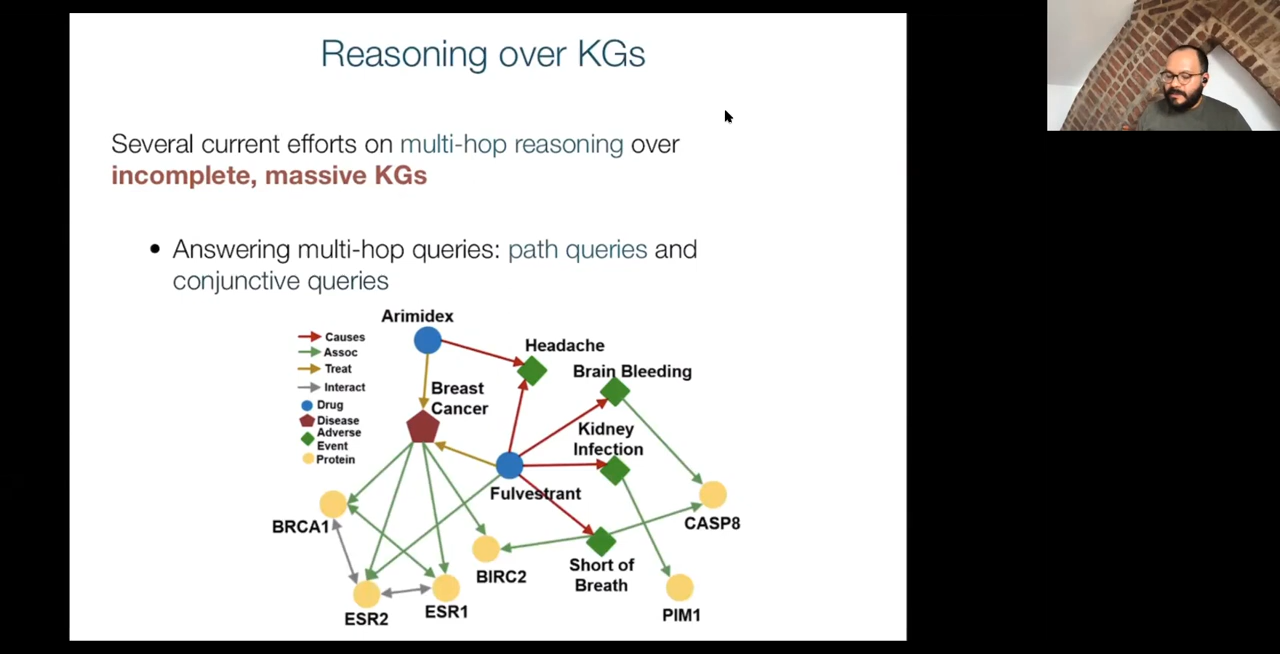 Reasoning over KGs
Several current efforts on multi-hop reasoning over
incomplete, massive KGs
• Answering multi-hop queries: path queries and
conjunctive queries
Arimidex
Causes
Assoc
Treat
Interact
Drug
Disease
Adverse
Event
Protein
Headache
Brain Bleeding
Breast
Cancer
Kidney
Infection
Fulvestrant
BRCA1
CASP8
BIRC2
Short of
Breath
ESR2
ESR1
PIM1